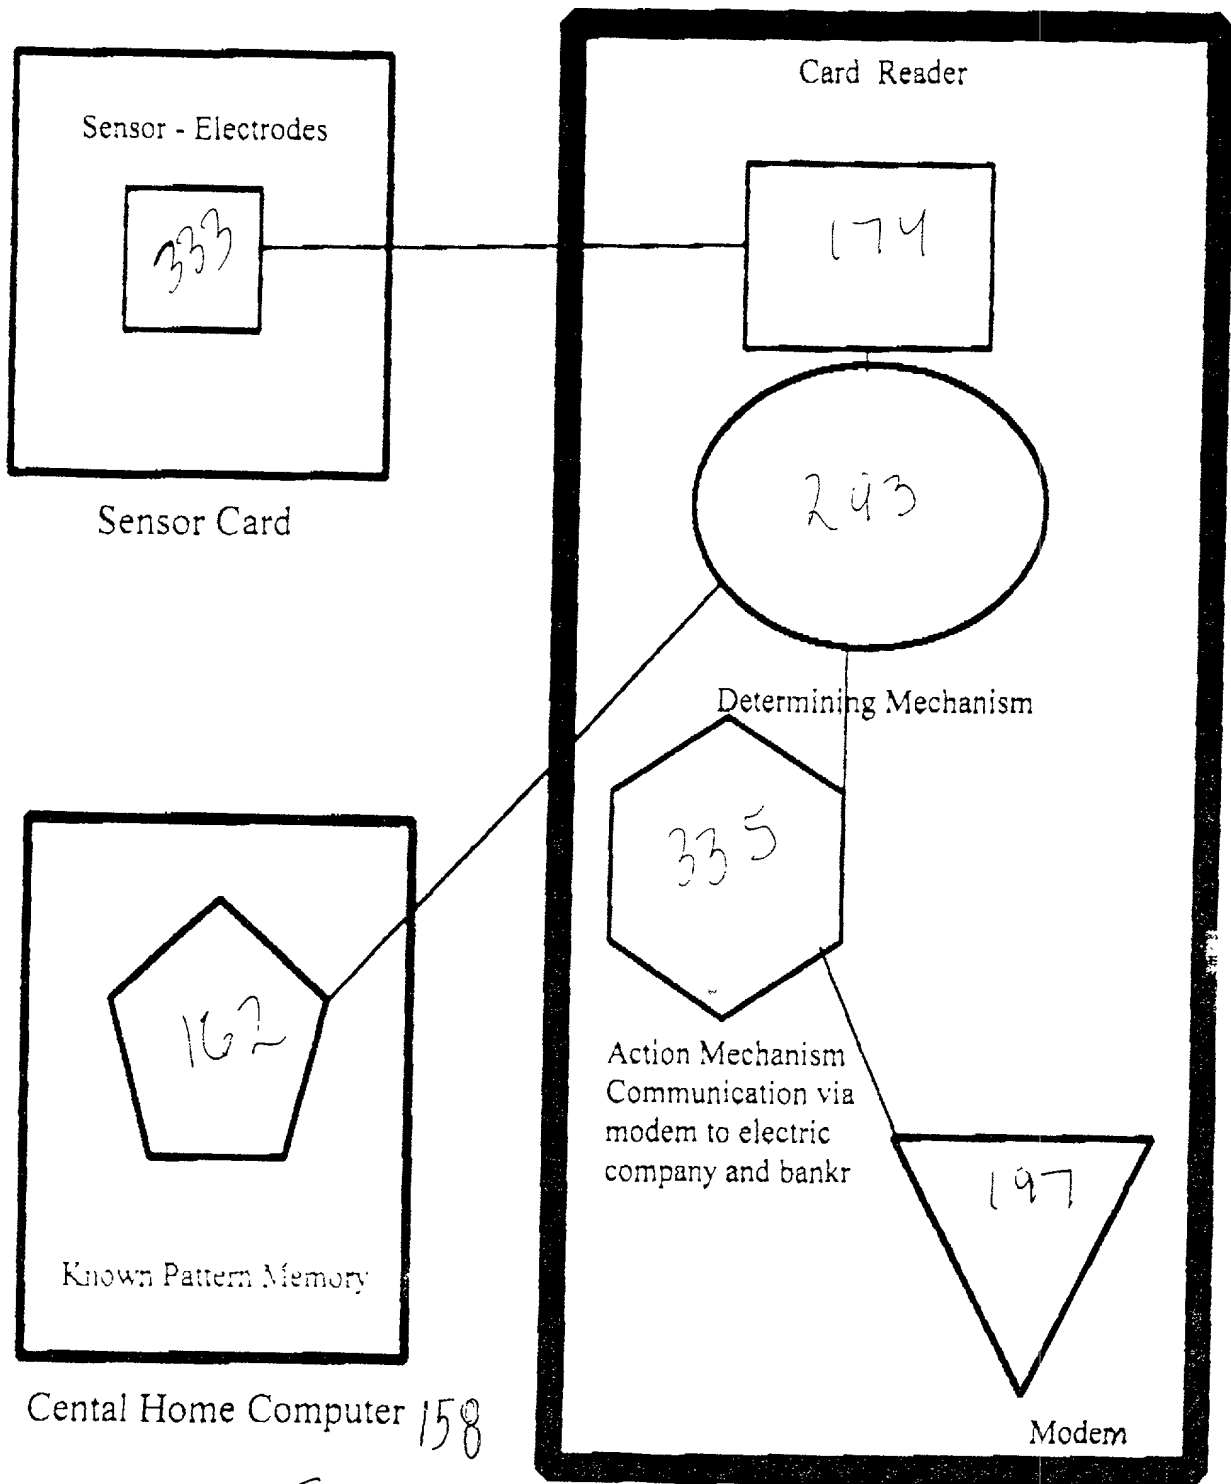 Card Reader
Sensor - Electrodes
333
174
Sensor Card
293
Determining Mechanism
335
162
Action Mechanism
Communication via
modem to electric
company and bankr
197
Known Pattern Memory
Cental Home Computer 158
Modem